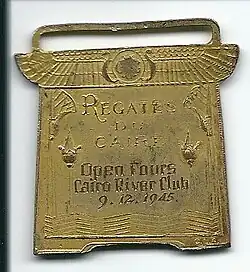 REGATES
DU
CAIRE
Open Fours
Cairo River Club
9.12.1945.